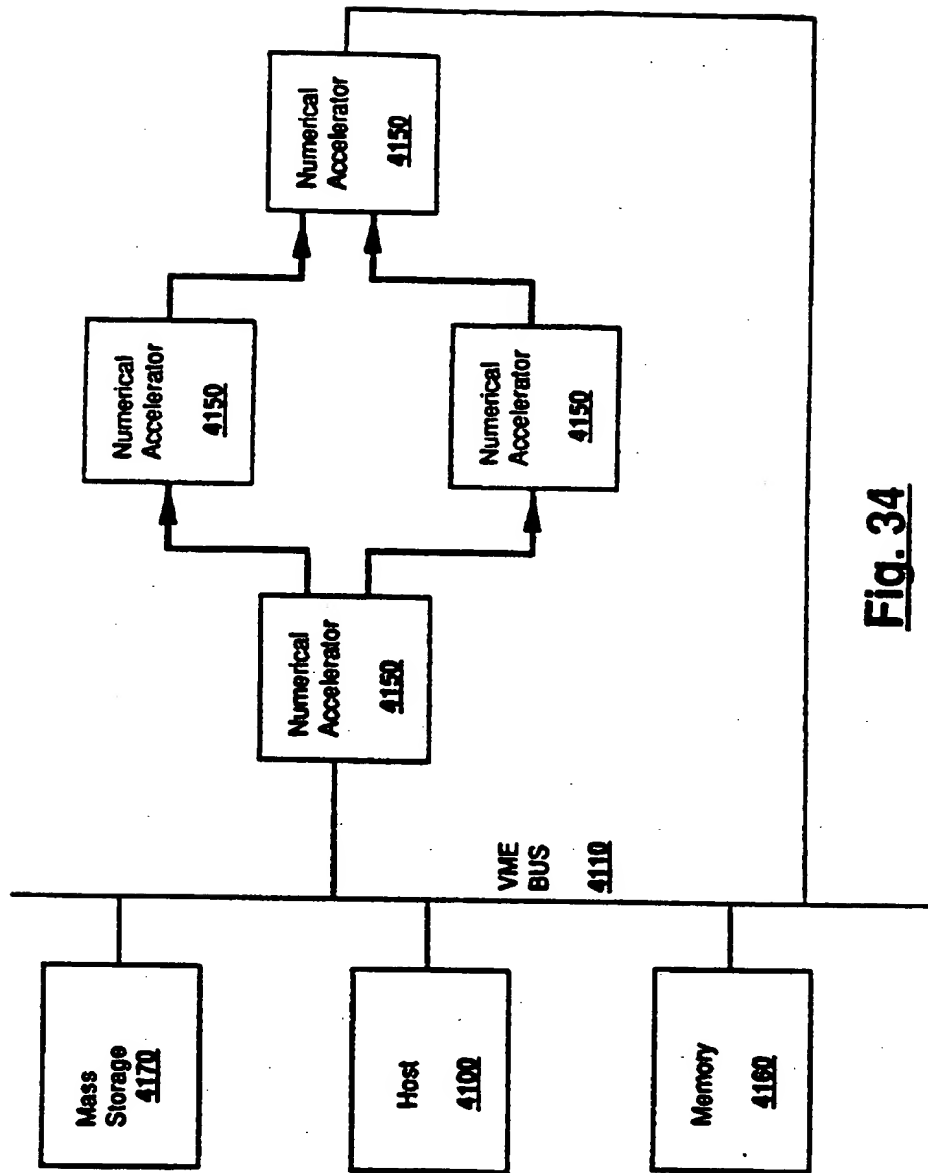 Mass
Storage
4170
Host
4100
Memory
4160
VME
BUS
4110
Numerical
Accelerator
4150
Numerical
Accelerator
4150
Numerical
Accelerator
4150
Numerical
Accelerator
4150
Fig. 34